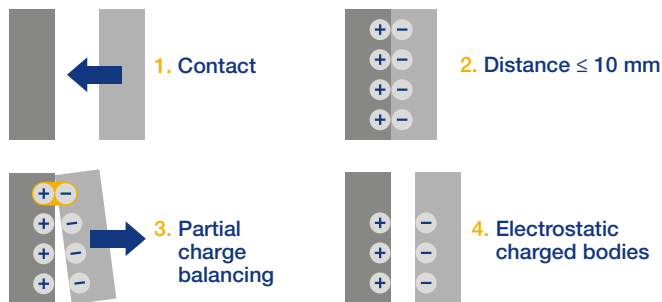 1. Contact
2. Distance ≤ 10 mm
3. Partial
charge
balancing
4. Electrostatic
charged bodies